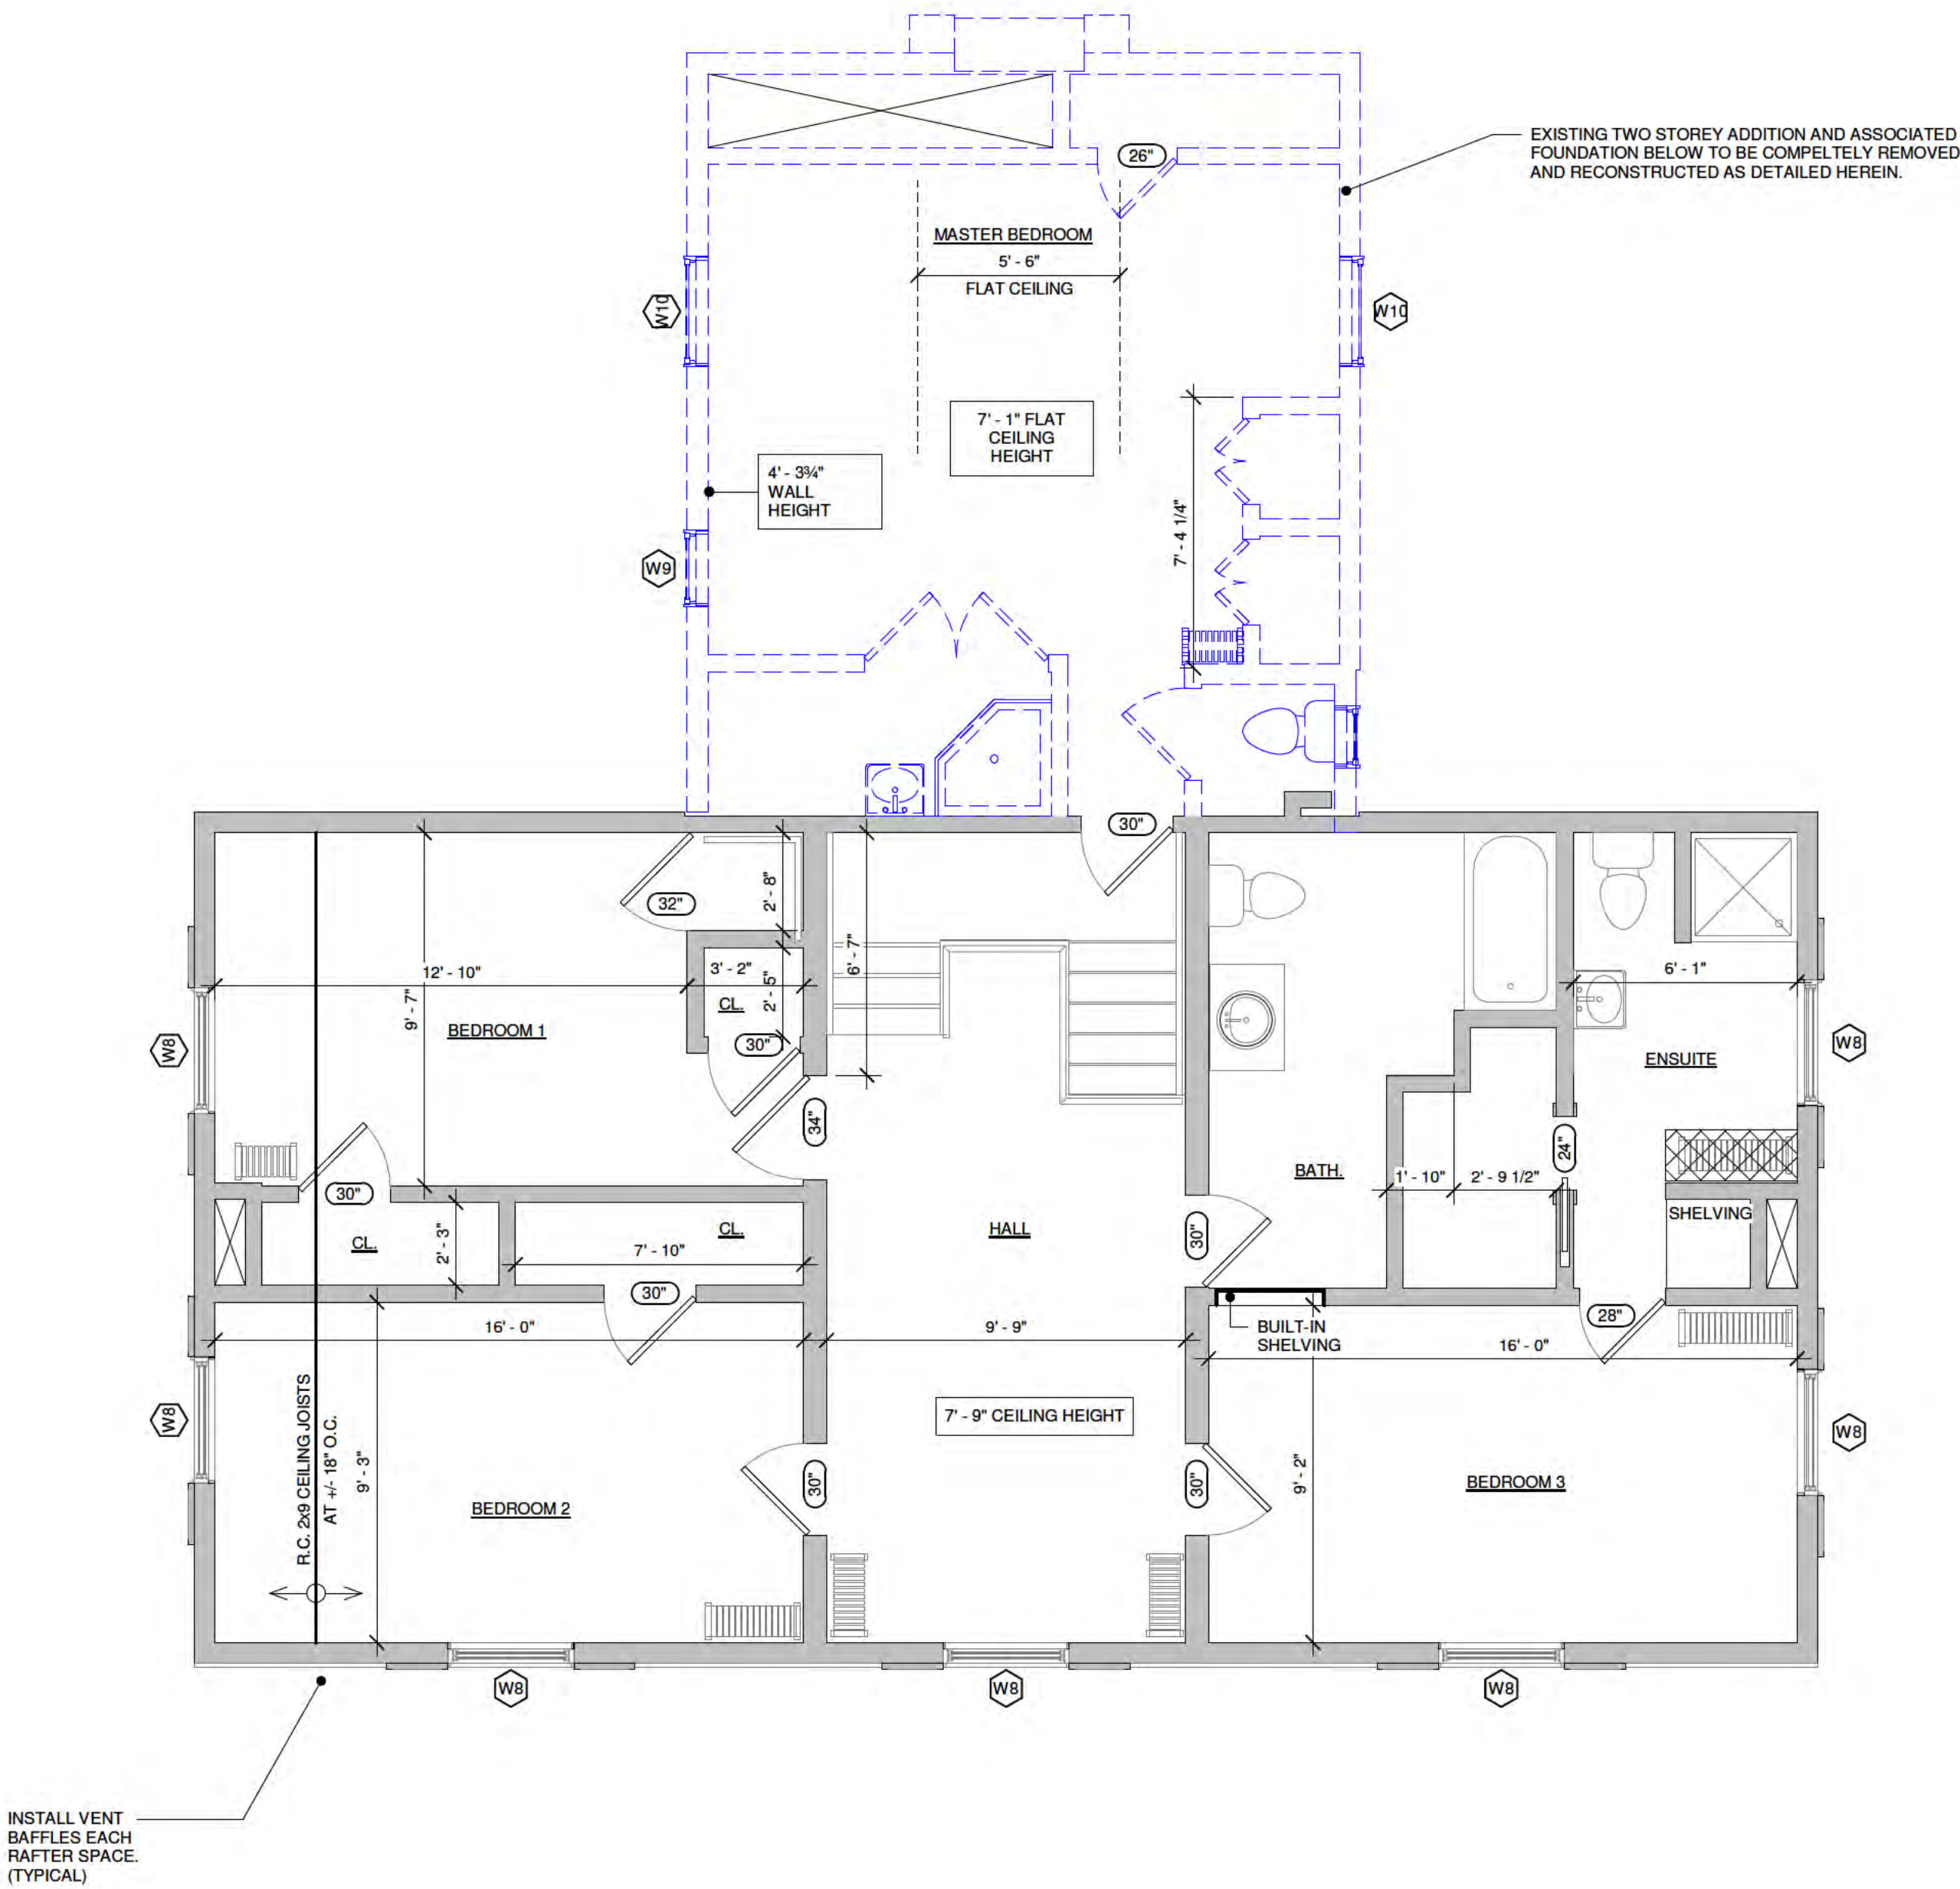 EXISTING TWO STOREY ADDITION AND ASSOCIATED
FOUNDATION BELOW TO BE COMPELTELY REMOVED
AND RECONSTRUCTED AS DETAILED HEREIN.
26"
MASTER BEDROOM
5' - 6"
FLAT CEILING
W10
W10
7' - 1" FLAT
CEILING
HEIGHT
4' - 3¾"
WALL
HEIGHT
7' - 4 1/4"
W9
30"
32"
2' - 8"
6' - 7"
12' - 10"
3' - 2"
6' - 1"
9' - 7"
CL.
2' - 5"
BEDROOM 1
30"
W8
W8
ENSUITE
34"
24"
BATH.
1' - 10"
2' - 9 1/2"
30"
SHELVING
CL.
2' - 3"
CL.
7' - 10"
HALL
30"
30"
28"
16' - 0"
9' - 9"
BUILT-IN
SHELVING
16' - 0"
R.C. 2x9 CEILING JOISTS
AT +/- 18" O.C.
9' - 3"
7' - 9" CEILING HEIGHT
W8
W8
BEDROOM 2
30"
30"
9' - 2"
BEDROOM 3
W8
W8
W8
INSTALL VENT
BAFFLES EACH
RAFTER SPACE.
(TYPICAL)